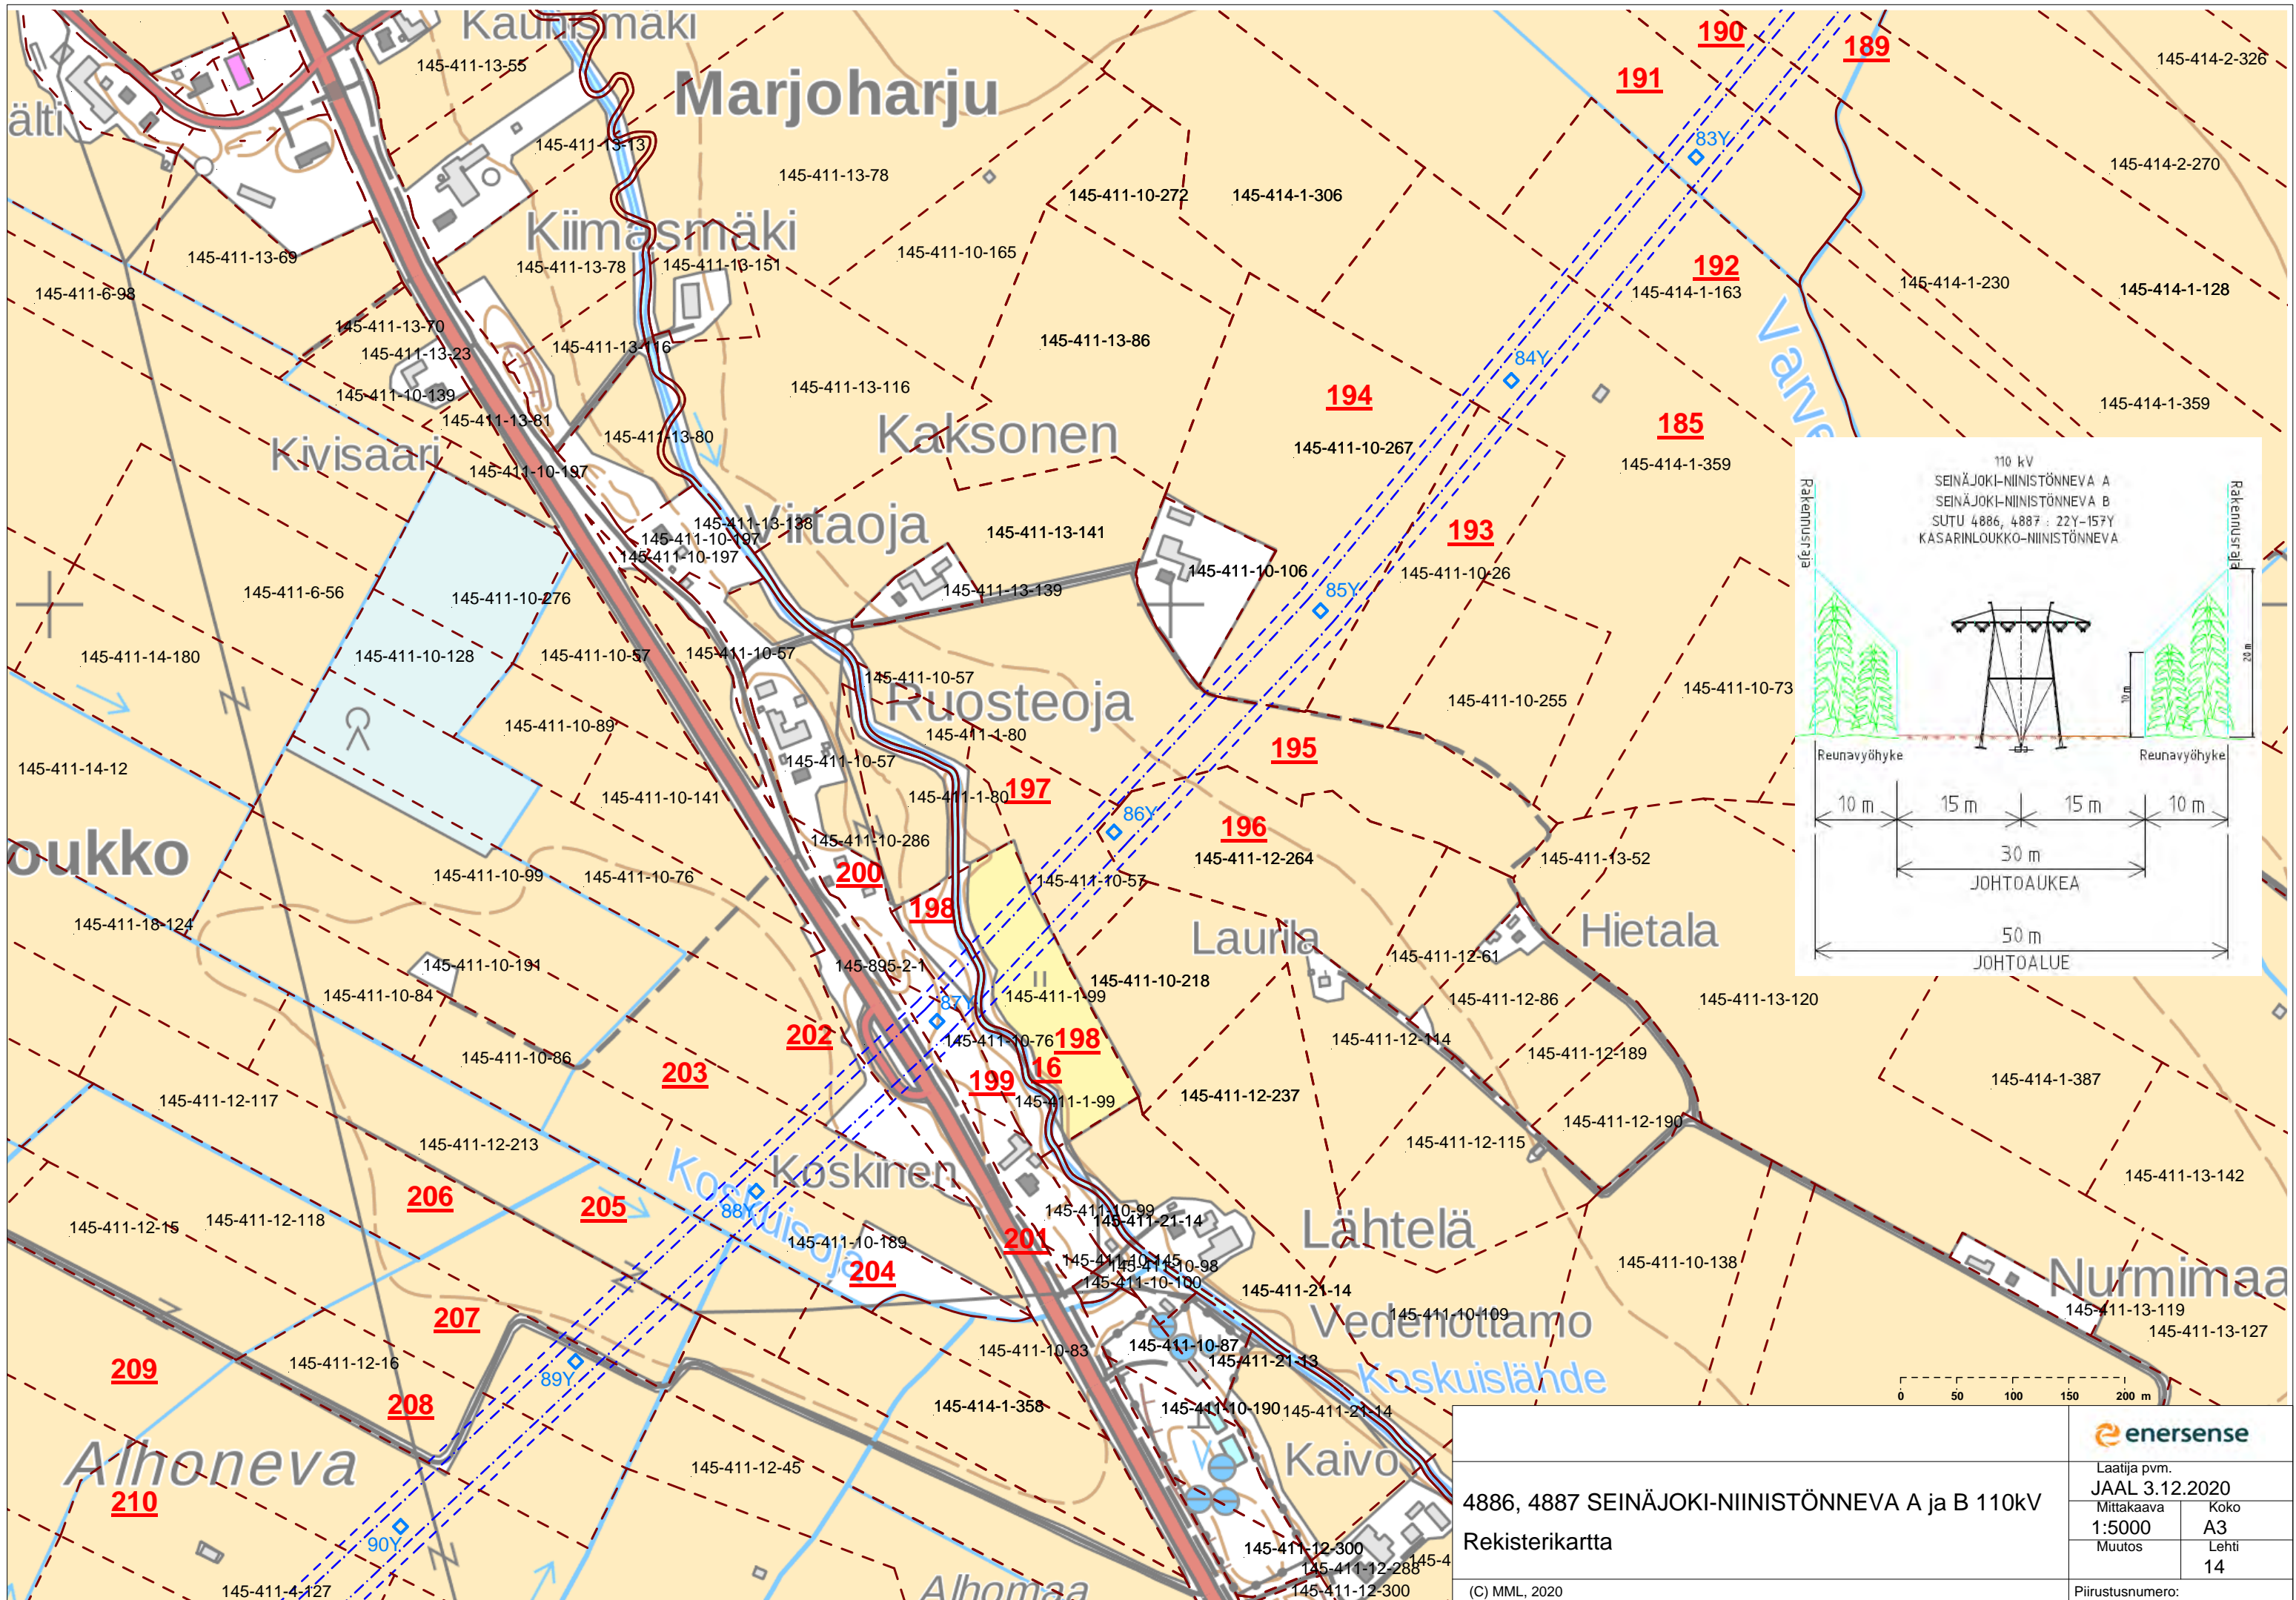 Kauhismäki
190
189
145-414-2-326
145-411-13-55
191
Marjoharju
älti
83Y
145-411-13-13
145-414-2-270
145-411-13-78
145-411-10-272
145-414-1-306
Kiimasmäki
145-411-13-69
145-411-13-78
145-411-13-151
145-411-10-165
192
145-414-1-163
145-414-1-230
145-414-1-128
145-411-6-98
145-411-13-70
145-411-13-23
145-411-13-116
145-411-13-86
84Y
Varve
145-411-10-139
145-411-13-116
194
145-414-1-359
145-411-13-81
145-411-13-80
Kaksonen
185
145-411-10-267
145-414-1-359
Kivisaari
145-411-10-197
Virtaoja
145-411-13-138
145-411-10-197
145-411-10-197
145-411-13-141
193
145-411-10-106
145-411-10-26
145-411-6-56
145-411-10-276
145-411-13-139
85Y
145-411-14-180
145-411-10-128
145-411-10-57
145-411-10-57
145-411-10-57
Ruosteoja
145-411-10-255
145-411-10-73
145-411-10-89
145-411-1-80
195
145-411-14-12
145-411-10-57
145-411-10-141
145-411-1-80
197
86Y
196
145-411-10-286
145-411-12-264
145-411-13-52
oukko
200
145-411-10-99
145-411-10-76
145-411-10-57
198
145-411-18-124
Laurila
Hietala
145-411-10-191
145-895-2-1
145-411-10-218
145-411-12-61
145-411-10-84
87Y
145-411-1-99
145-411-12-86
145-411-13-120
202
145-411-10-76
198
145-411-12-114
145-411-12-189
145-411-10-86
203
16
199
145-414-1-387
145-411-12-117
145-411-1-99
145-411-12-237
145-411-12-190
145-411-12-213
145-411-12-115
Koskuisoja
Koskinen
145-411-13-142
206
205
88Y
145-411-10-99
145-411-21-14
145-411-12-15
145-411-12-118
145-411-10-189
201
Lähtelä
204
145-411-10-145
145-411-10-98
145-411-10-100
145-411-21-14
145-411-10-138
Nurmimaa
207
145-411-10-109
Vedenottamo
145-411-13-119
145-411-13-127
209
145-411-12-16
89Y
145-411-10-83
145-411-10-87
145-411-21-13
Koskuislähde
208
145-414-1-358
145-411-10-190
145-411-21-14
Alhoneva
145-411-12-45
Kaivo
210
90Y
145-411-12-300
145-411-12-288
145-4
145-411-4-127
Alhomaa
145-411-12-300
110 kV
SEINÄJOKI-NIINISTÖNNEVA A
SEINÄJOKI-NIINISTÖNNEVA B
SUTU 4886, 4887 : 22Y-157Y
KASARINLOUKKO-NIINISTÖNNEVA
Rakennusraja
Rakennusraja
20 m
10 m
Reunavyöhyke
Reunavyöhyke
10 m
15 m
15 m
10 m
30 m
JOHTOAUKEA
50 m
JOHTOALUE
0 50 100 150 200 m
enersense
4886, 4887 SEINÄJOKI-NIINISTÖNNEVA A ja B 110kV
Rekisterikartta
(C) MML, 2020
Laatija pvm.
JAAL 3.12.2020
Mittakaava Koko
1:5000 A3
Muutos Lehti
14
Piirustusnumero: